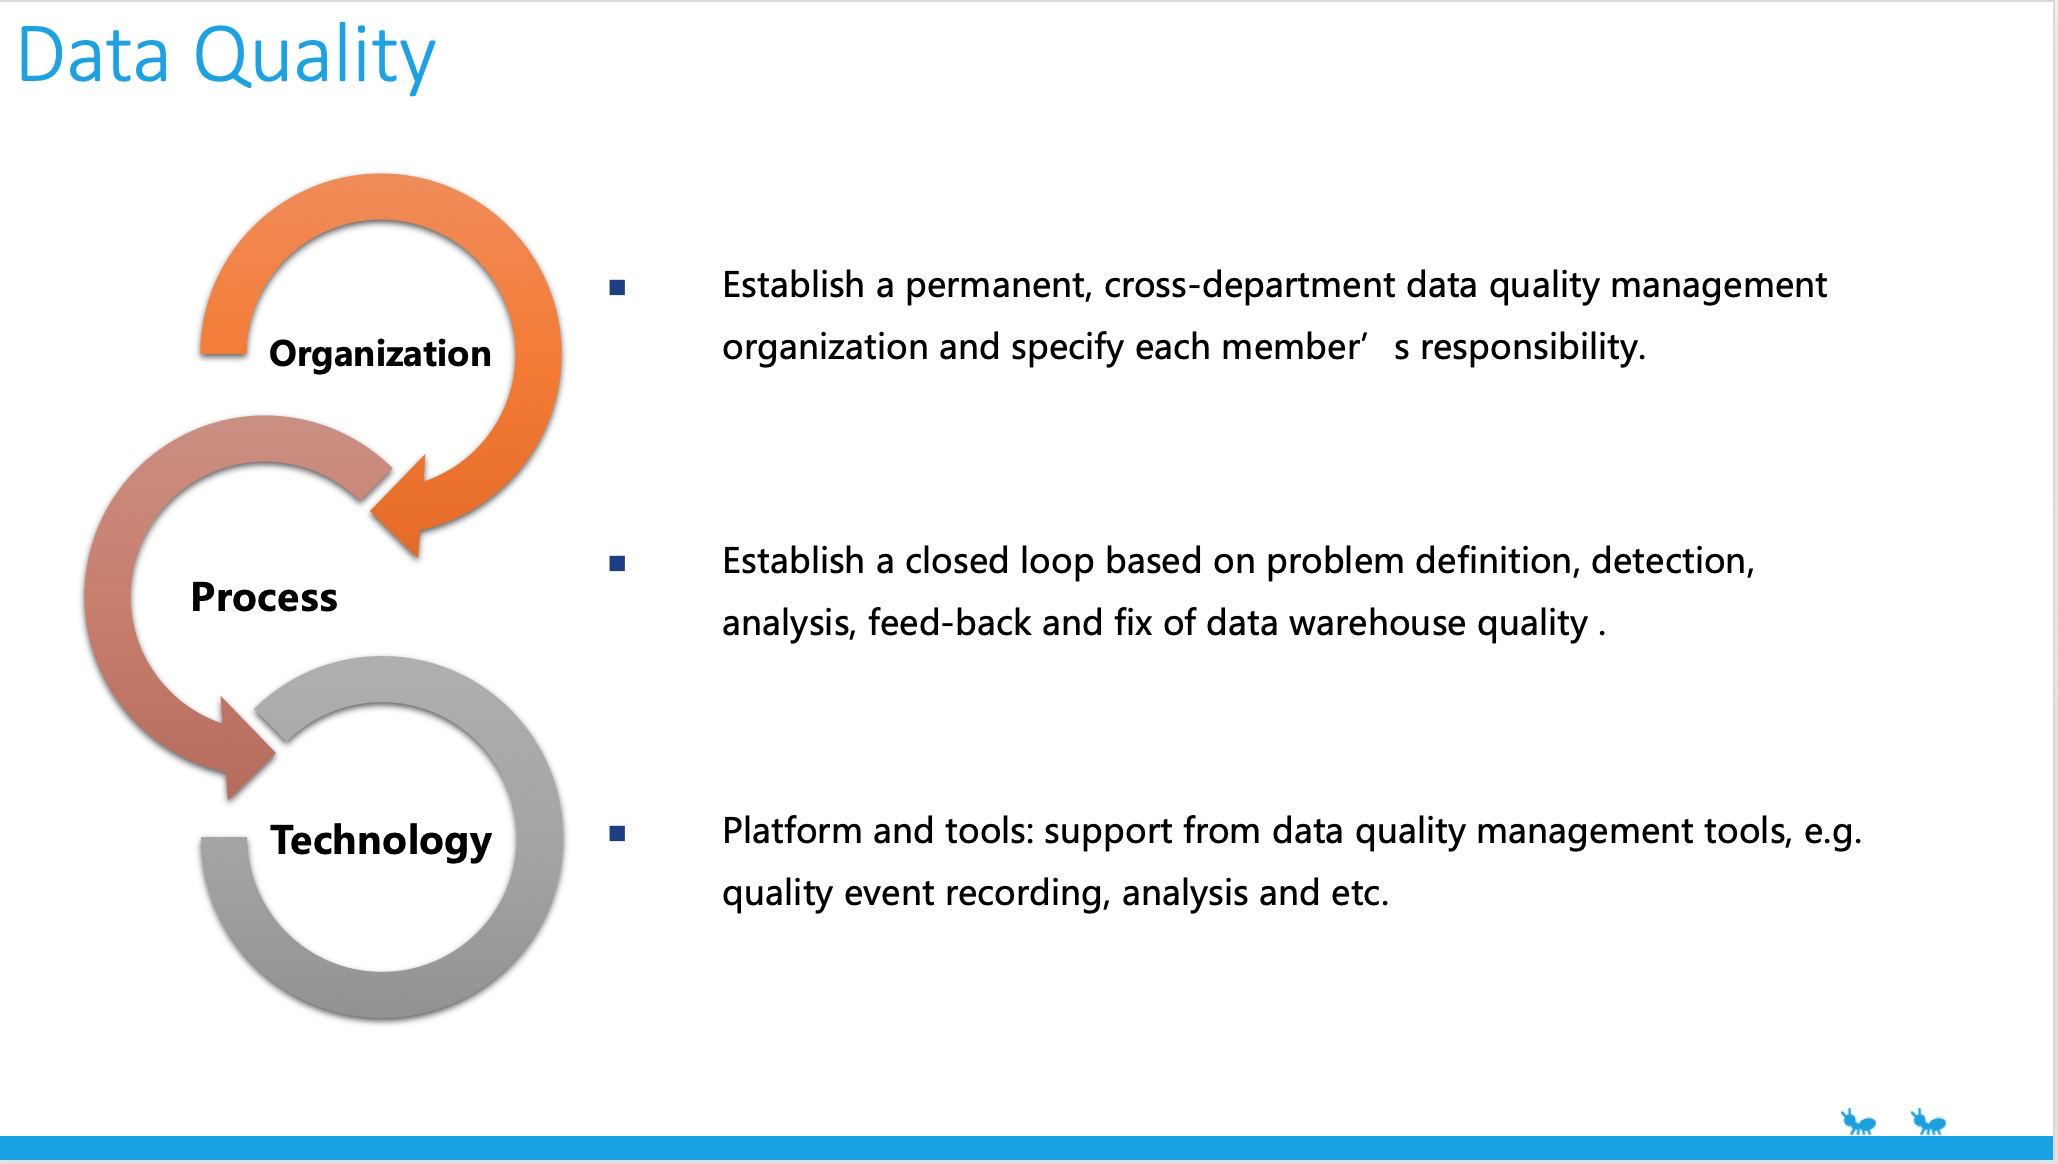 Data Quality
Organization
Establish a permanent, cross-department data quality management
organization and specify each member’ s responsibility.
Process
Establish a closed loop based on problem definition, detection,
analysis, feed-back and fix of data warehouse quality .
Technology
Platform and tools: support from data quality management tools, e.g.
quality event recording, analysis and etc.